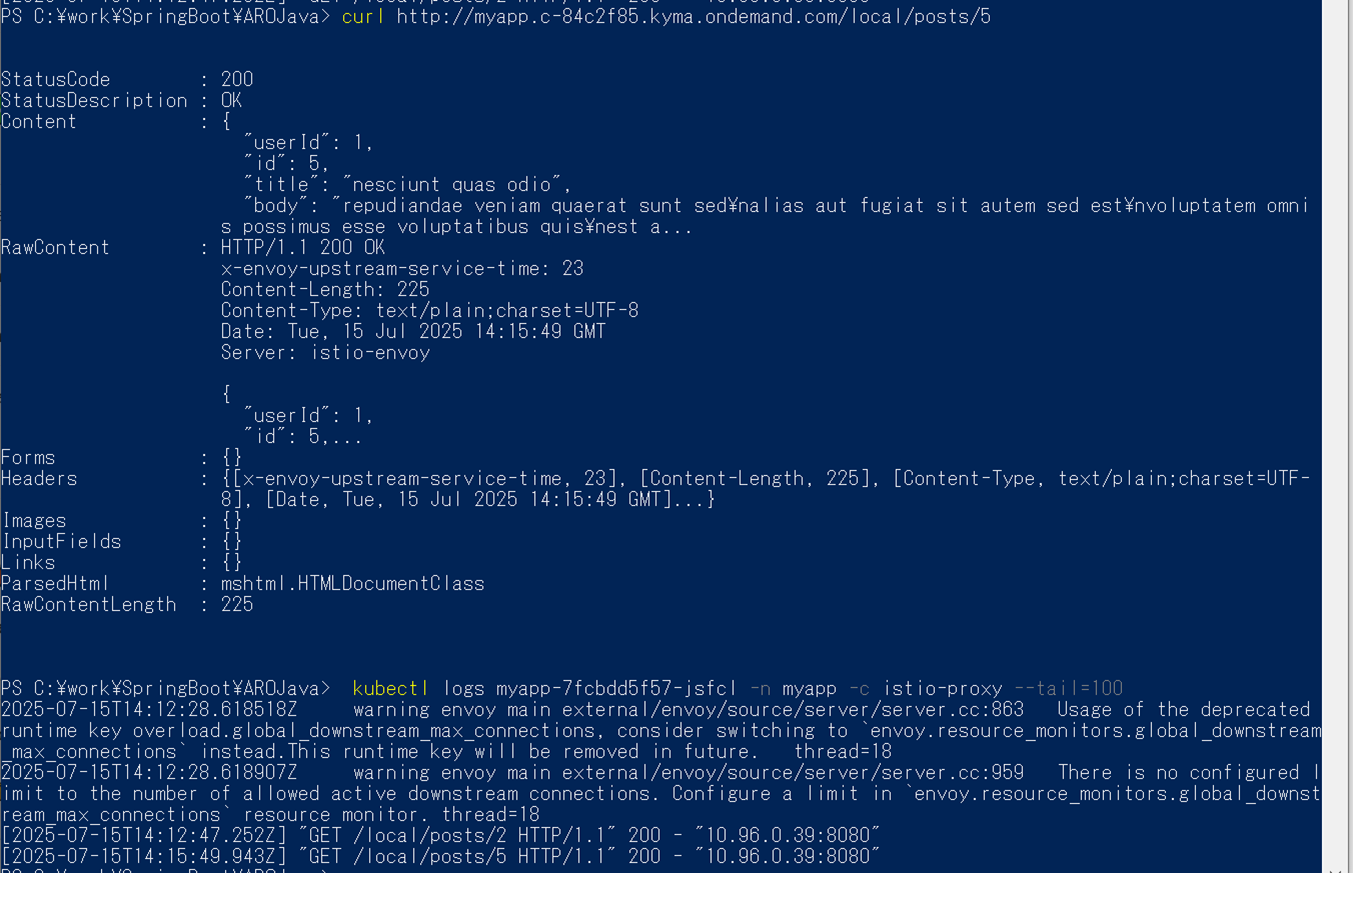 PS C:¥work¥SpringBoot¥AROJava> curl http://myapp.c-84c2f85.kyma.ondemand.com/local/posts/5
StatusCode : 200
StatusDescription : OK
Content : {
"userId": 1,
"id": 5,
"title": "nesciunt quas odio",
"body": "repudiandae veniam quaerat sunt sed¥nalias aut fugiat sit autem sed est¥nvoluptatem omni
s possimus esse voluptatibus quis¥nest a...
RawContent : HTTP/1.1 200 OK
x-envoy-upstream-service-time: 23
Content-Length: 225
Content-Type: text/plain;charset=UTF-8
Date: Tue, 15 Jul 2025 14:15:49 GMT
Server: istio-envoy
{
"userId": 1,
"id": 5,...
Forms : {}
Headers : {[x-envoy-upstream-service-time, 23], [Content-Length, 225], [Content-Type, text/plain;charset=UTF-
8], [Date, Tue, 15 Jul 2025 14:15:49 GMT]...}
Images : {}
InputFields : {}
Links : {}
ParsedHtml : mshtml.HTMLDocumentClass
RawContentLength : 225
PS C:¥work¥SpringBoot¥AROJava>  kubectl logs myapp-7fcbdd5f57-jsfcl -n myapp -c istio-proxy --tail=100
2025-07-15T14:12:28.618518Z     warning envoy main external/envoy/source/server/server.cc:863   Usage of the deprecated
runtime key overload.global_downstream_max_connections, consider switching to `envoy.resource_monitors.global_downstream
_max_connections` instead.This runtime key will be removed in future.   thread=18
2025-07-15T14:12:28.618907Z     warning envoy main external/envoy/source/server/server.cc:959   There is no configured l
imit to the number of allowed active downstream connections. Configure a limit in `envoy.resource_monitors.global_downst
ream_max_connections` resource monitor. thread=18
[2025-07-15T14:12:47.252Z] "GET /local/posts/2 HTTP/1.1" 200 - "10.96.0.39:8080"
[2025-07-15T14:15:49.943Z] "GET /local/posts/5 HTTP/1.1" 200 - "10.96.0.39:8080"